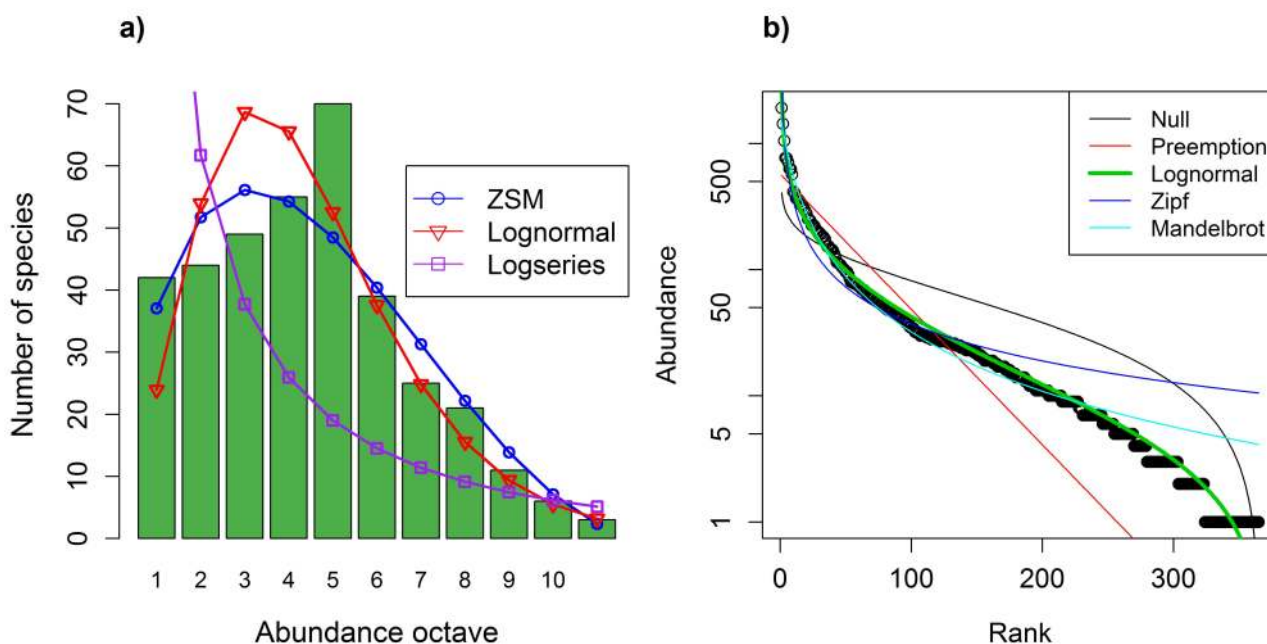 a)
Number of species
70
60
50
40
30
20
10
0
ZSM
Lognormal
Logseries
1 2 3 4 5 6 7 8 9 10
Abundance octave
b)
Abundance
500
50
5
1
Null
Preemption
Lognormal
Zipf
Mandelbrot
0 100 200 300
Rank